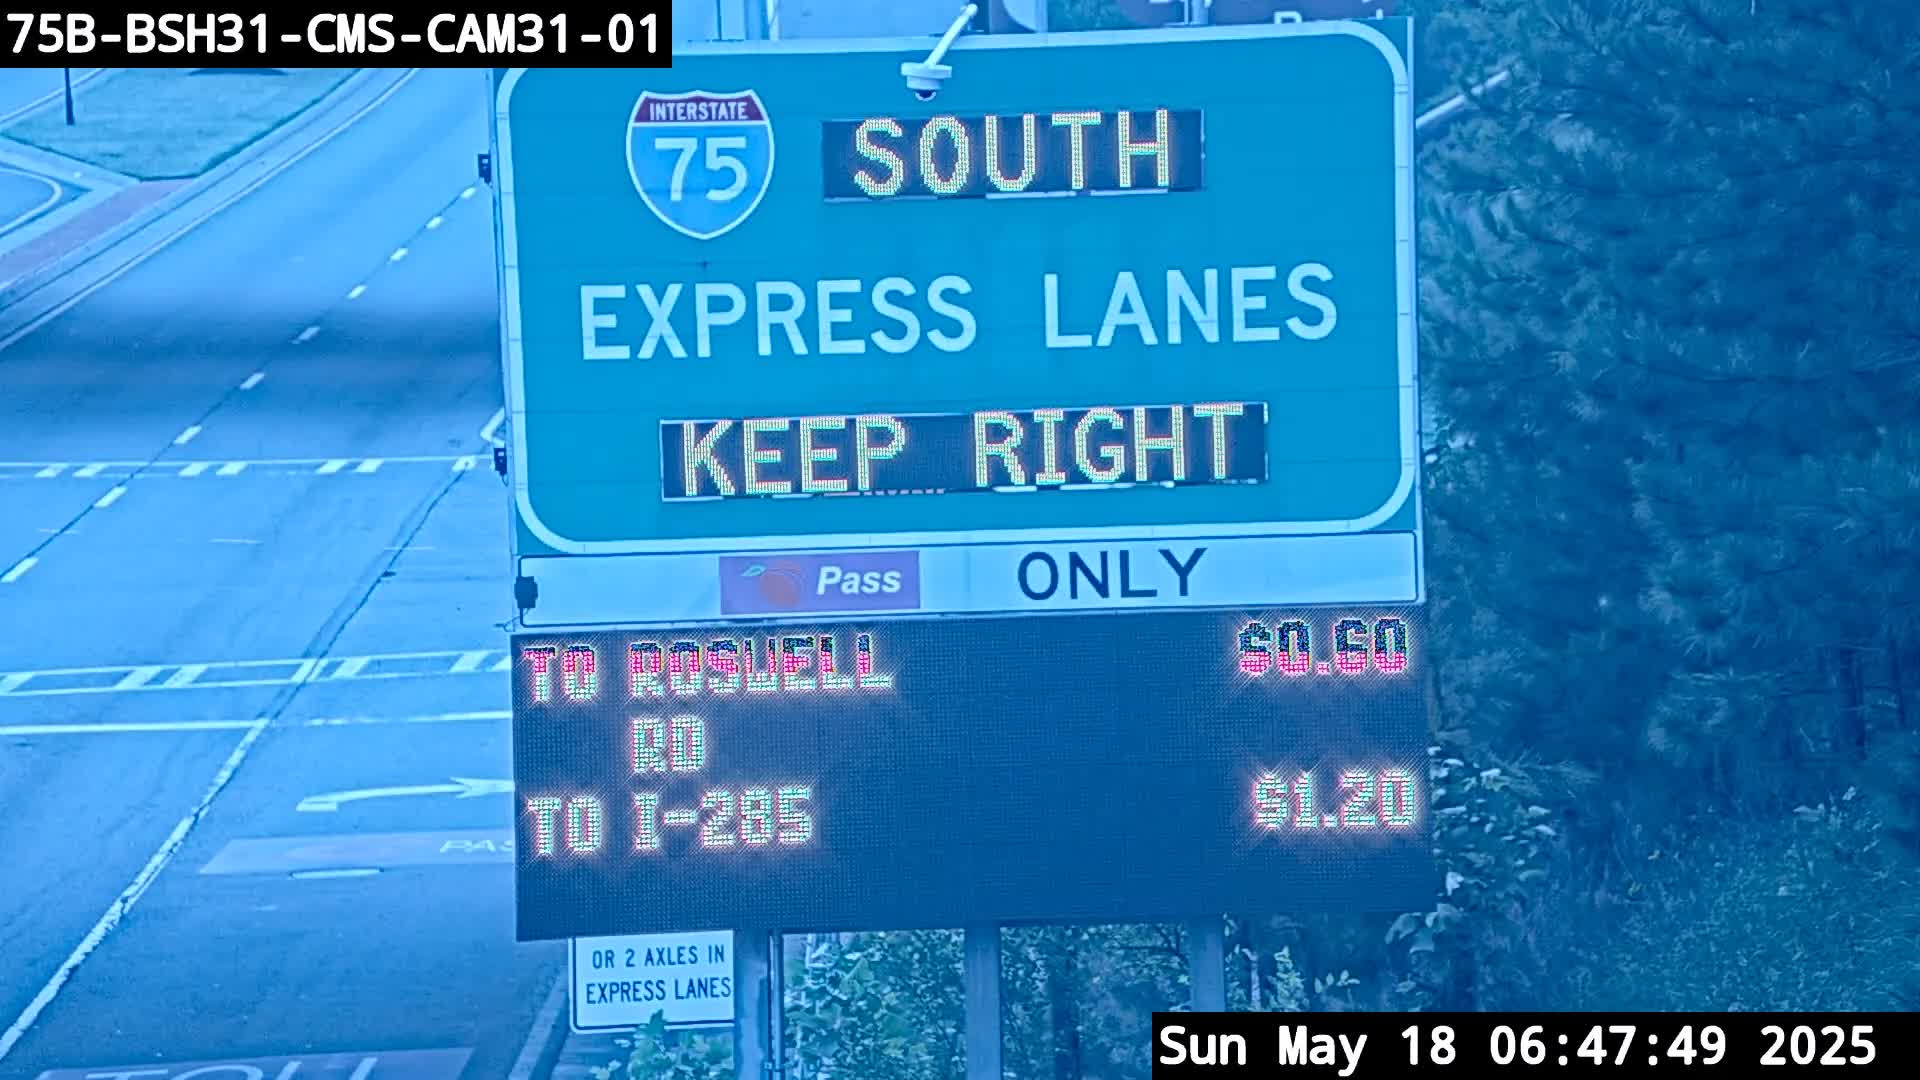 75B-BSH31-CMS-CAM31-01
INTERSTATE
75
SOUTH
EXPRESS LANES
KEEP RIGHT
Pass ONLY
TO ROSWELL $0.60
RD
TO I-285 $1.20
OR 2 AXLES IN
EXPRESS LANES
TOLL
Sun May 18 06:47:49 2025